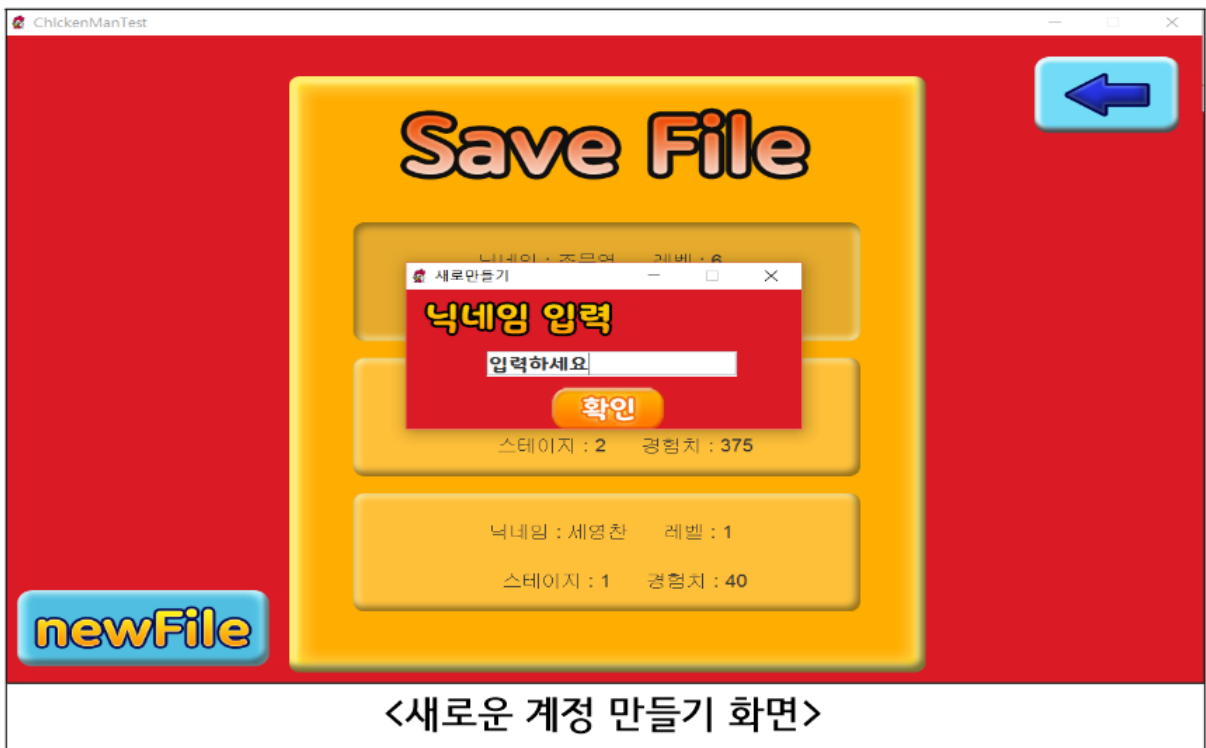 ChickenManTest
Save File
레벨 : 6
새로만들기
닉네임 입력
입력하세요
확인
스테이지 : 2 경험치 : 375
닉네임 : 세영찬 레벨 : 1
스테이지 : 1 경험치 : 40
newFile
<새로운 계정 만들기 화면>